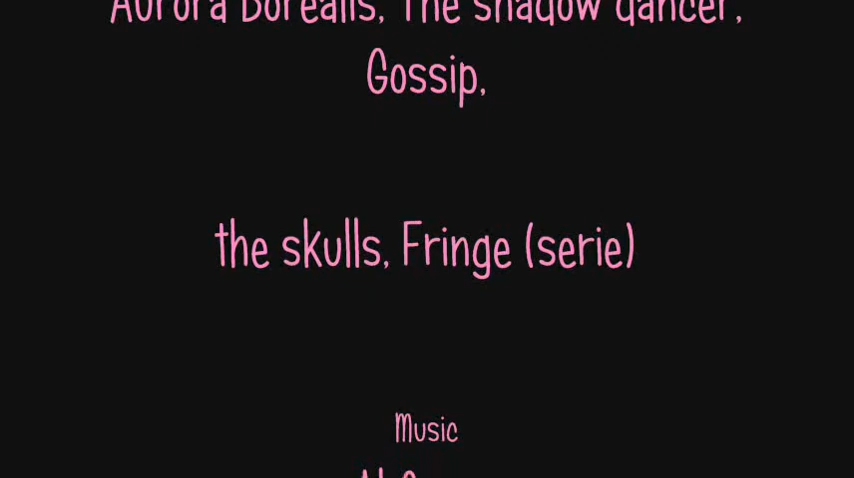 Aurora Borealis, The shadow dancer,
Gossip,
the skulls, Fringe (serie)
Music